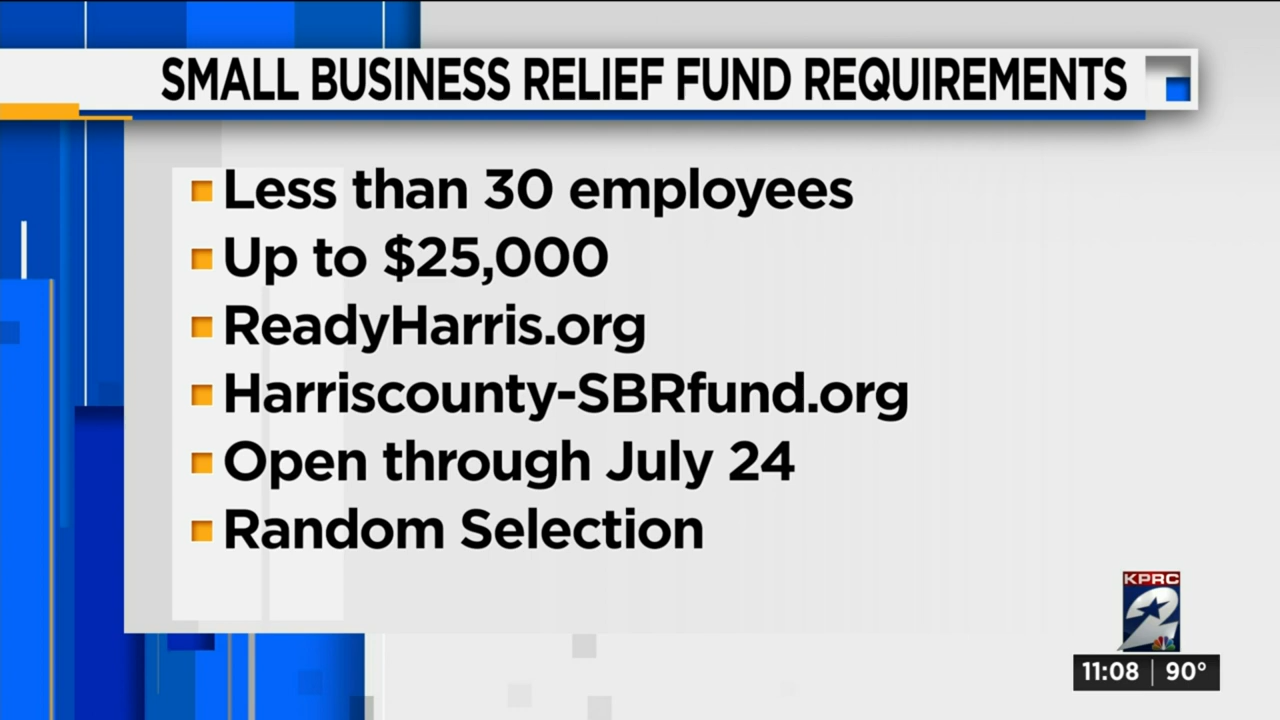 SMALL BUSINESS RELIEF FUND REQUIREMENTS
Less than 30 employees
Up to $25,000
ReadyHarris.org
Harriscounty-SBRfund.org
Open through July 24
Random Selection
KPRC
2
11:08 | 90°